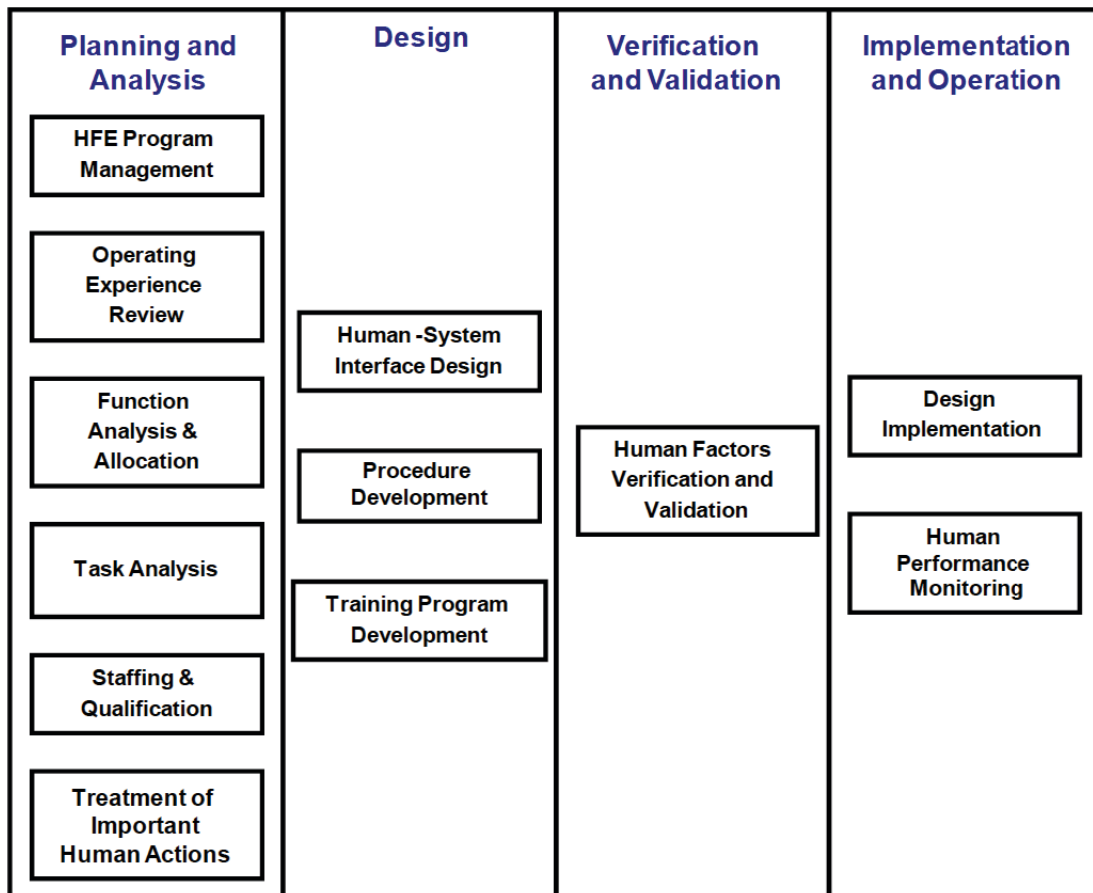 Planning and
Analysis
HFE Program
Management
Operating
Experience
Review
Function
Analysis &
Allocation
Task Analysis
Staffing &
Qualification
Treatment of
Important
Human Actions
Design
Human -System
Interface Design
Procedure
Development
Training Program
Development
Verification
and Validation
Human Factors
Verification and
Validation
Implementation
and Operation
Design
Implementation
Human
Performance
Monitoring